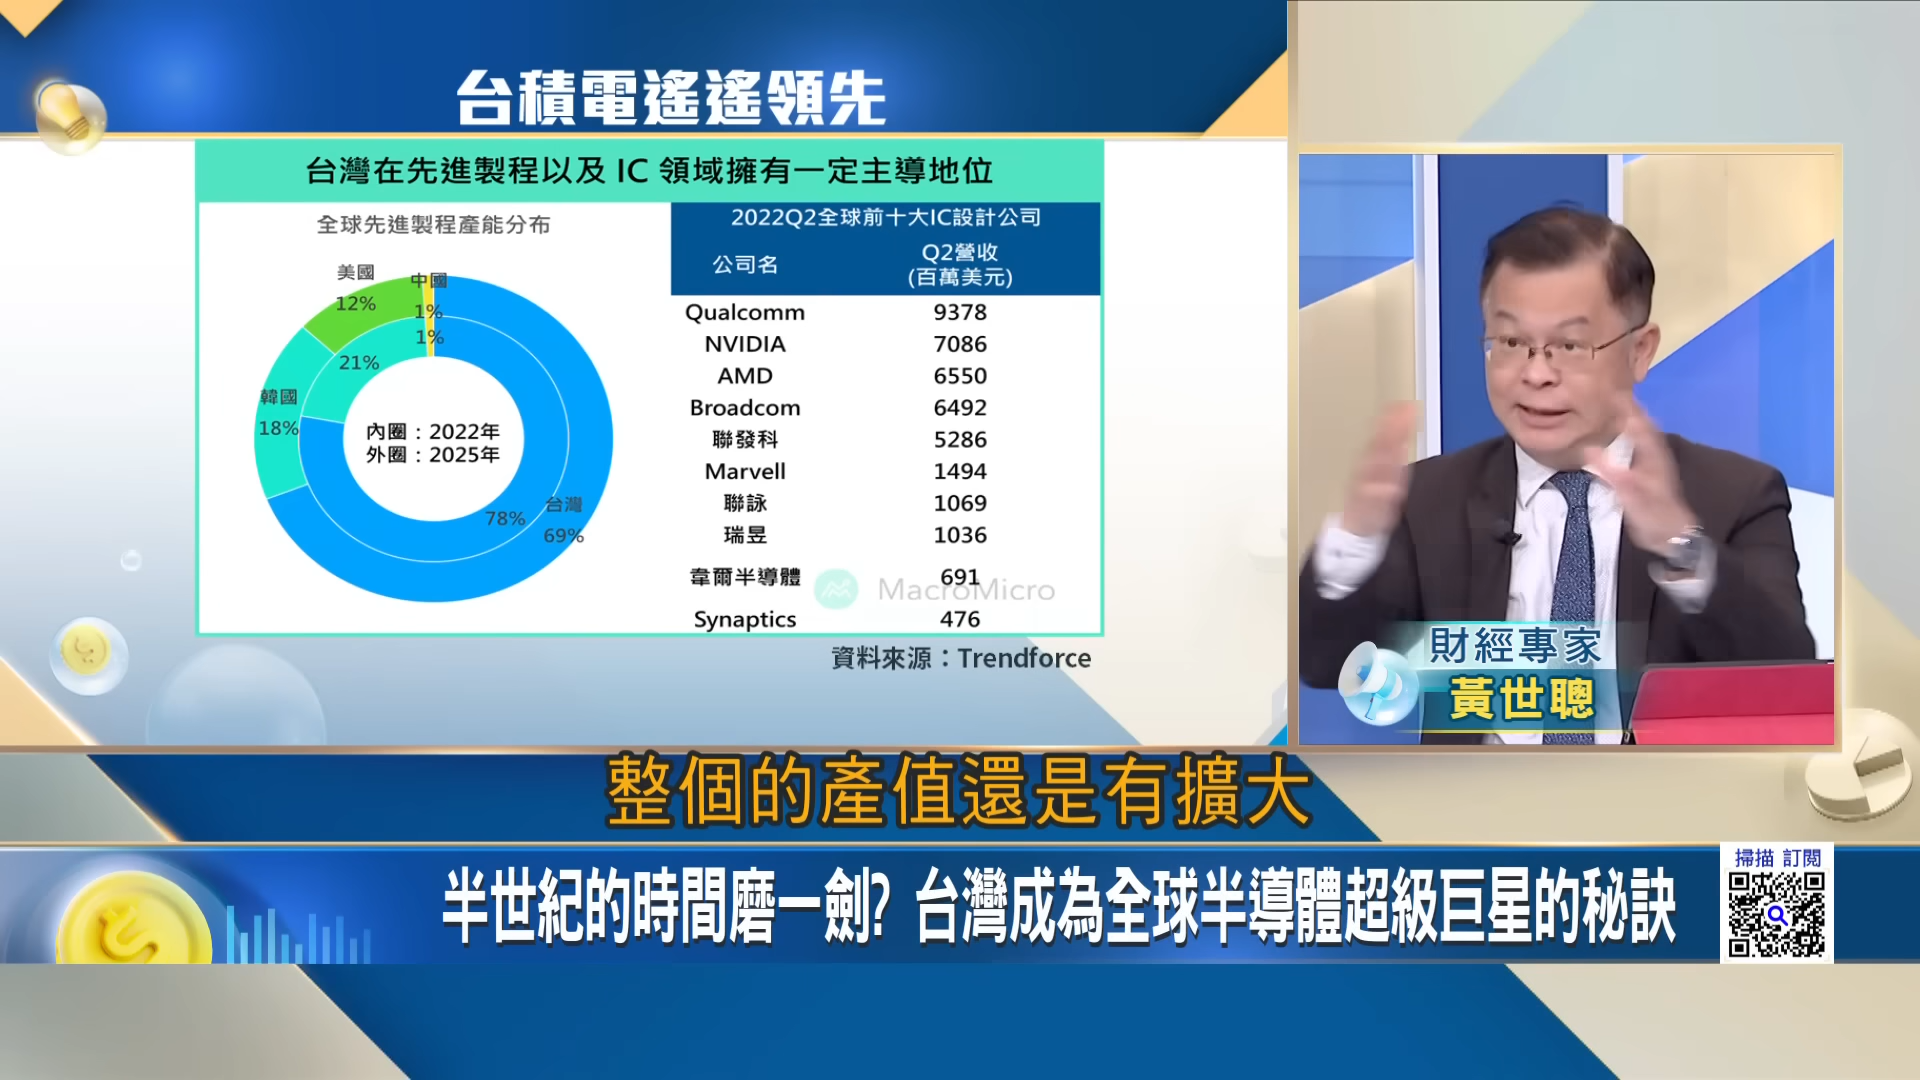 台積電遙遙領先
台灣在先進製程以及 IC 領域擁有一定主導地位
全球先進製程產能分布
美國
12%
中國
1%
1%
21%
韓國
18%
內圈：2022年
外圈：2025年
78%
台灣
69%
2022Q2全球前十大IC設計公司
公司名
Q2營收
(百萬美元)
Qualcomm 9378
NVIDIA 7086
AMD 6550
Broadcom 6492
聯發科 5286
Marvell 1494
聯詠 1069
瑞昱 1036
韋爾半導體 691
MacroMicro
Synaptics 476
資料來源：Trendforce
財經專家
黃世聰
整個的產值還是有擴大
半世紀的時間磨一劍? 台灣成為全球半導體超級巨星的秘訣
掃描 訂閱